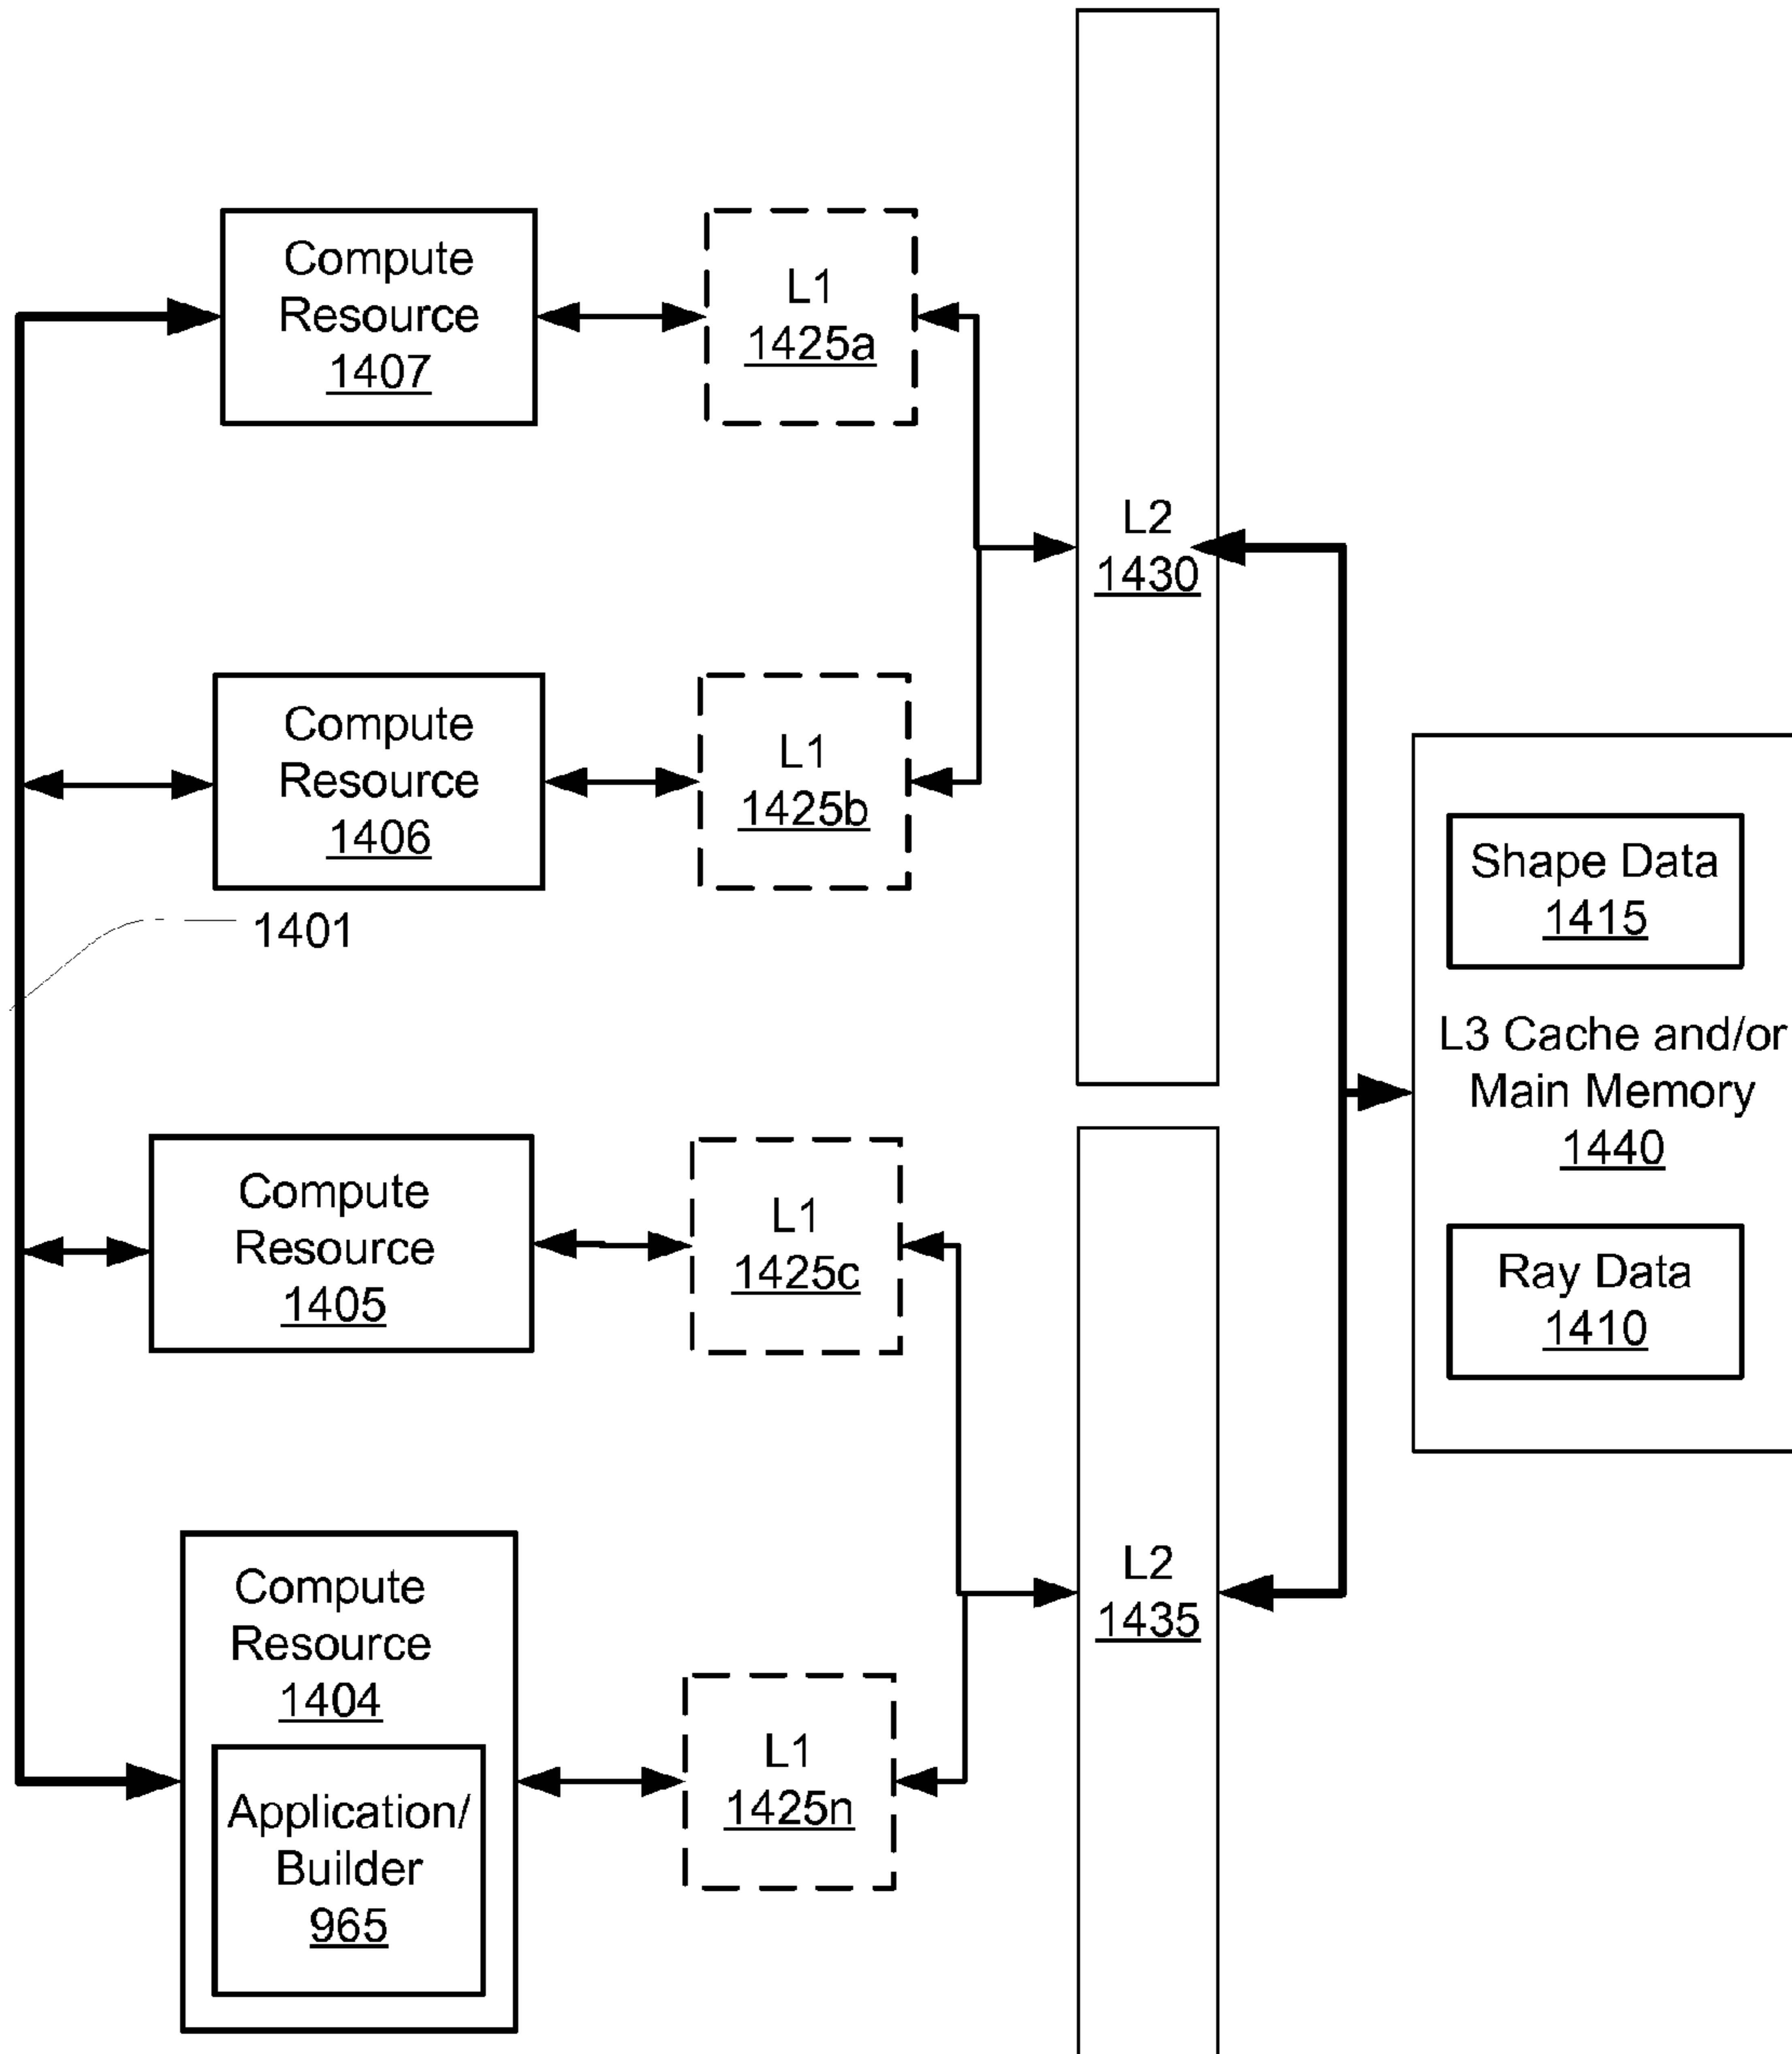 Compute
Resource
1407
L1
1425a
L2
1430
Compute
Resource
1406
L1
1425b
1401
Shape Data
1415
L3 Cache and/or
Main Memory
1440
Ray Data
1410
Compute
Resource
1405
L1
1425c
L2
1435
Compute
Resource
1404
Application/
Builder
965
L1
1425n